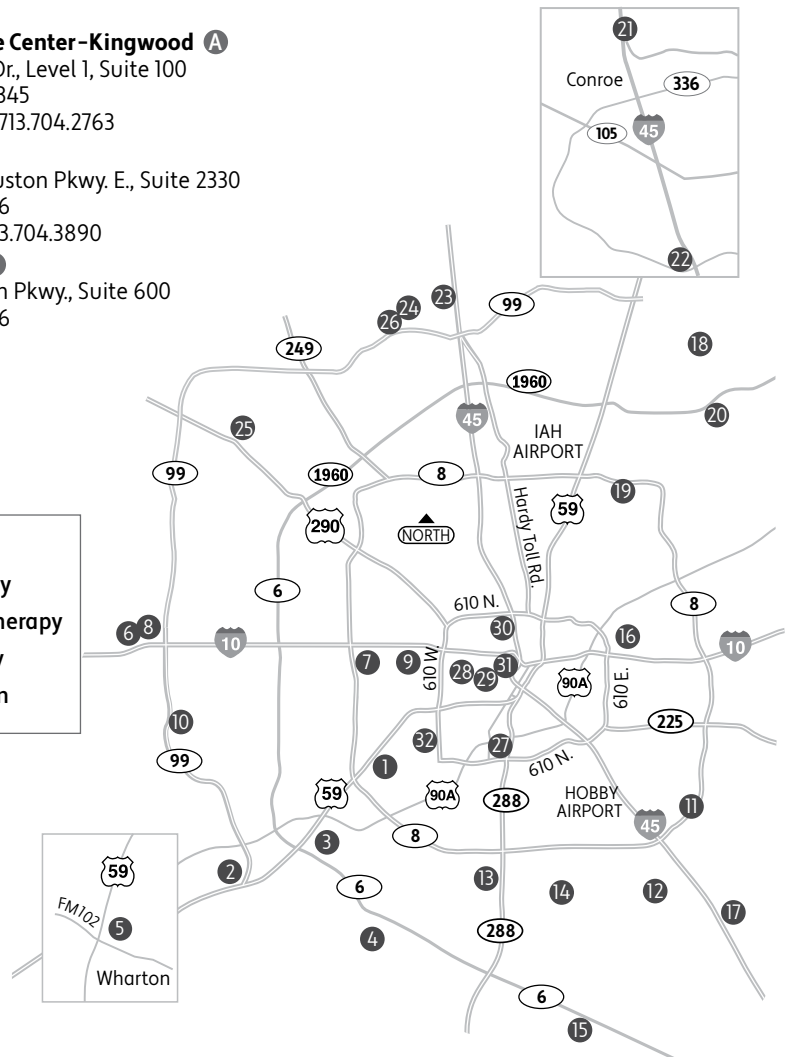 e Center–Kingwood A
Dr., Level 1, Suite 100
345
713.704.2763
uston Pkwy. E., Suite 2330
6
3.704.3890
n Pkwy., Suite 600
6
y
herapy
y
n
21
Conroe
336
105
45
22
23
24
26
99
249
18
1960
20
25
45
IAH
AIRPORT
99
1960
8
19
59
Hardy Toll Rd.
290
NORTH
6
8
610 N.
30
16
6
8
10
10
7
9
610 W.
28
29
31
90A
610 E.
10
225
32
27
99
1
610 N.
59
90A
288
HOBBY
AIRPORT
11
45
8
3
2
13
14
12
17
6
59
FM102
5
Wharton
4
288
6
15